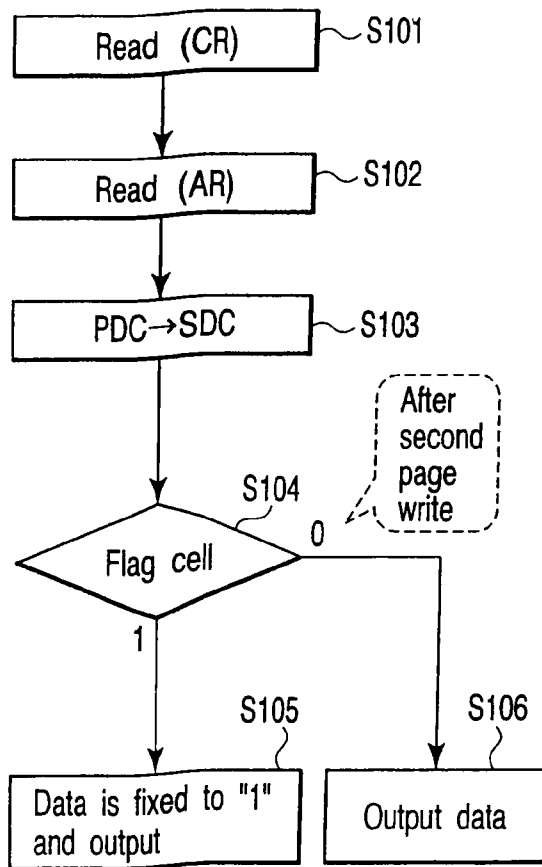 Read (CR)
S101
Read (AR)
S102
PDC→SDC
S103
After
second
page
write
S104
Flag cell
0
1
S105
Data is fixed to "1"
and output
S106
Output data